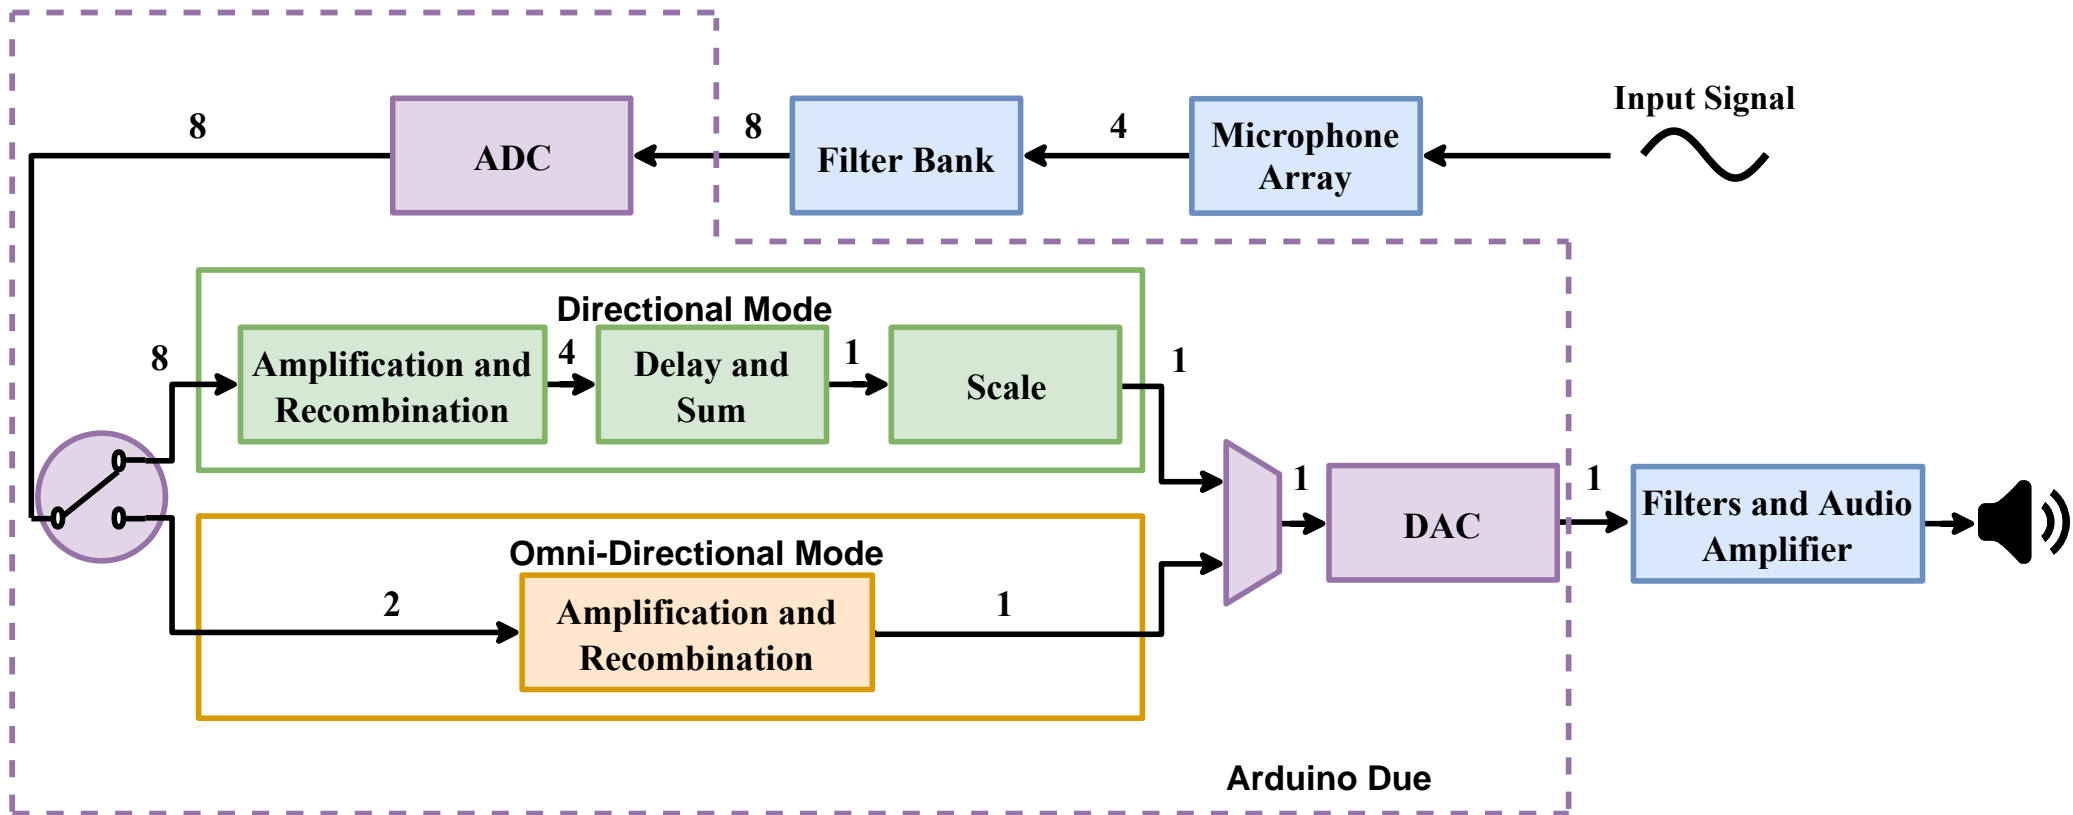 Input Signal
8
ADC
8
Filter Bank
4
Microphone
Array
Directional Mode
8
Amplification and
Recombination
4
Delay and
Sum
1
Scale
1
Omni-Directional Mode
2
Amplification and
Recombination
1
1
DAC
1
Filters and Audio
Amplifier
Arduino Due